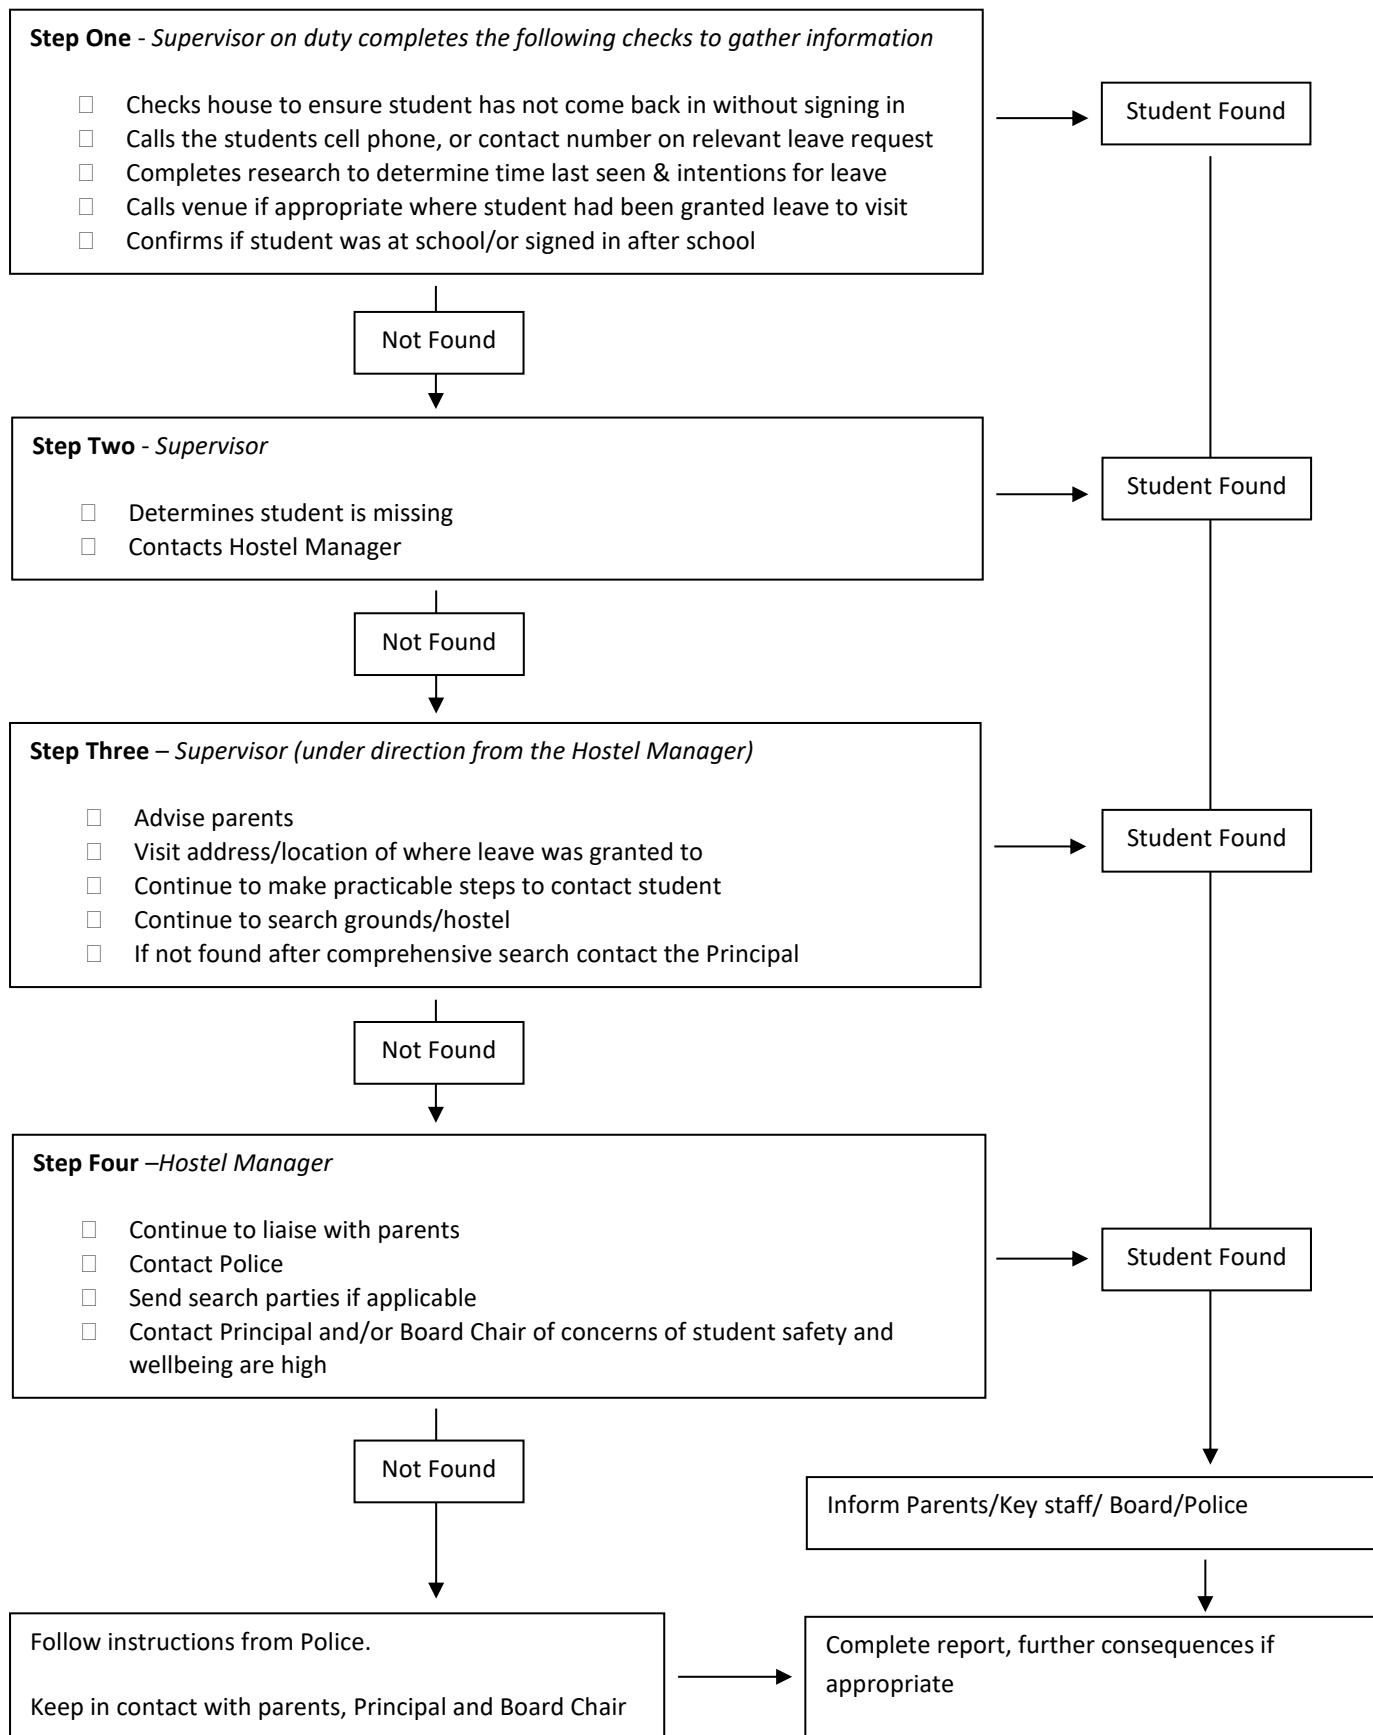 Step One - Supervisor on duty completes the following checks to gather information
☐ Checks house to ensure student has not come back in without signing in
☐ Calls the students cell phone, or contact number on relevant leave request
☐ Completes research to determine time last seen & intentions for leave
☐ Calls venue if appropriate where student had been granted leave to visit
☐ Confirms if student was at school/or signed in after school
Student Found
Not Found
Step Two - Supervisor
☐ Determines student is missing
☐ Contacts Hostel Manager
Student Found
Not Found
Step Three – Supervisor (under direction from the Hostel Manager)
☐ Advise parents
☐ Visit address/location of where leave was granted to
☐ Continue to make practicable steps to contact student
☐ Continue to search grounds/hostel
☐ If not found after comprehensive search contact the Principal
Student Found
Not Found
Step Four –Hostel Manager
☐ Continue to liaise with parents
☐ Contact Police
☐ Send search parties if applicable
☐ Contact Principal and/or Board Chair of concerns of student safety and
wellbeing are high
Student Found
Not Found
Inform Parents/Key staff/ Board/Police
Follow instructions from Police.
Keep in contact with parents, Principal and Board Chair
Complete report, further consequences if
appropriate